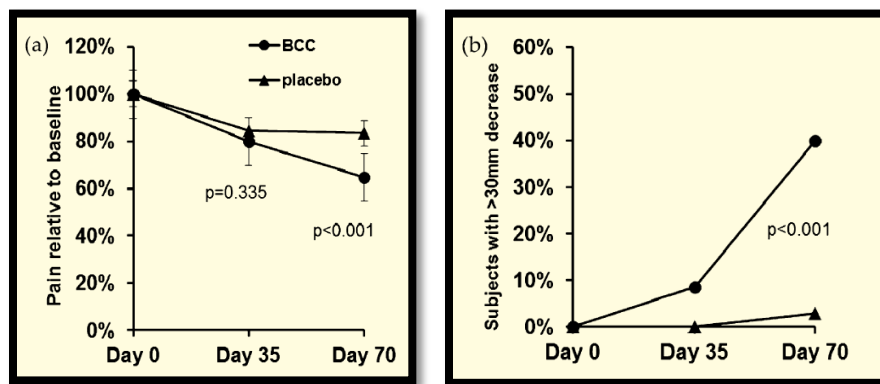 (a)
Pain relative to baseline
120%
100%
80%
60%
40%
20%
0%
BCC
placebo
p=0.335
p<0.001
Day 0 Day 35 Day 70
(b)
Subjects with >30mm decrease
60%
50%
40%
30%
20%
10%
0%
p<0.001
Day 0 Day 35 Day 70